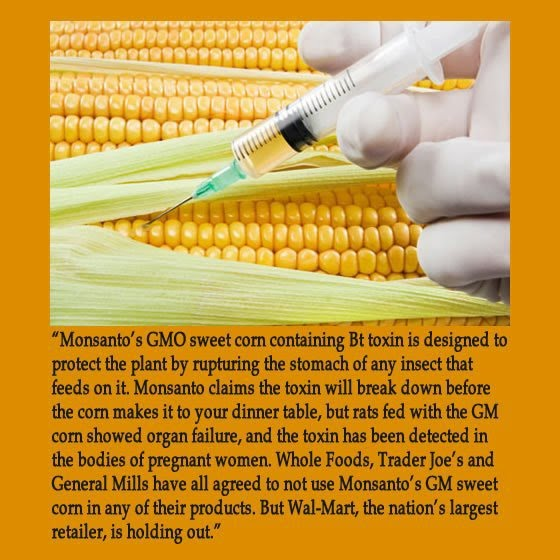 “Monsanto’s GMO sweet corn containing Bt toxin is designed to
protect the plant by rupturing the stomach of any insect that
feeds on it. Monsanto claims the toxin will break down before
the corn makes it to your dinner table, but rats fed with the GM
corn showed organ failure, and the toxin has been detected in
the bodies of pregnant women. Whole Foods, Trader Joe’s and
General Mills have all agreed to not use Monsanto’s GM sweet
corn in any of their products. But Wal-Mart, the nation’s largest
retailer, is holding out.”